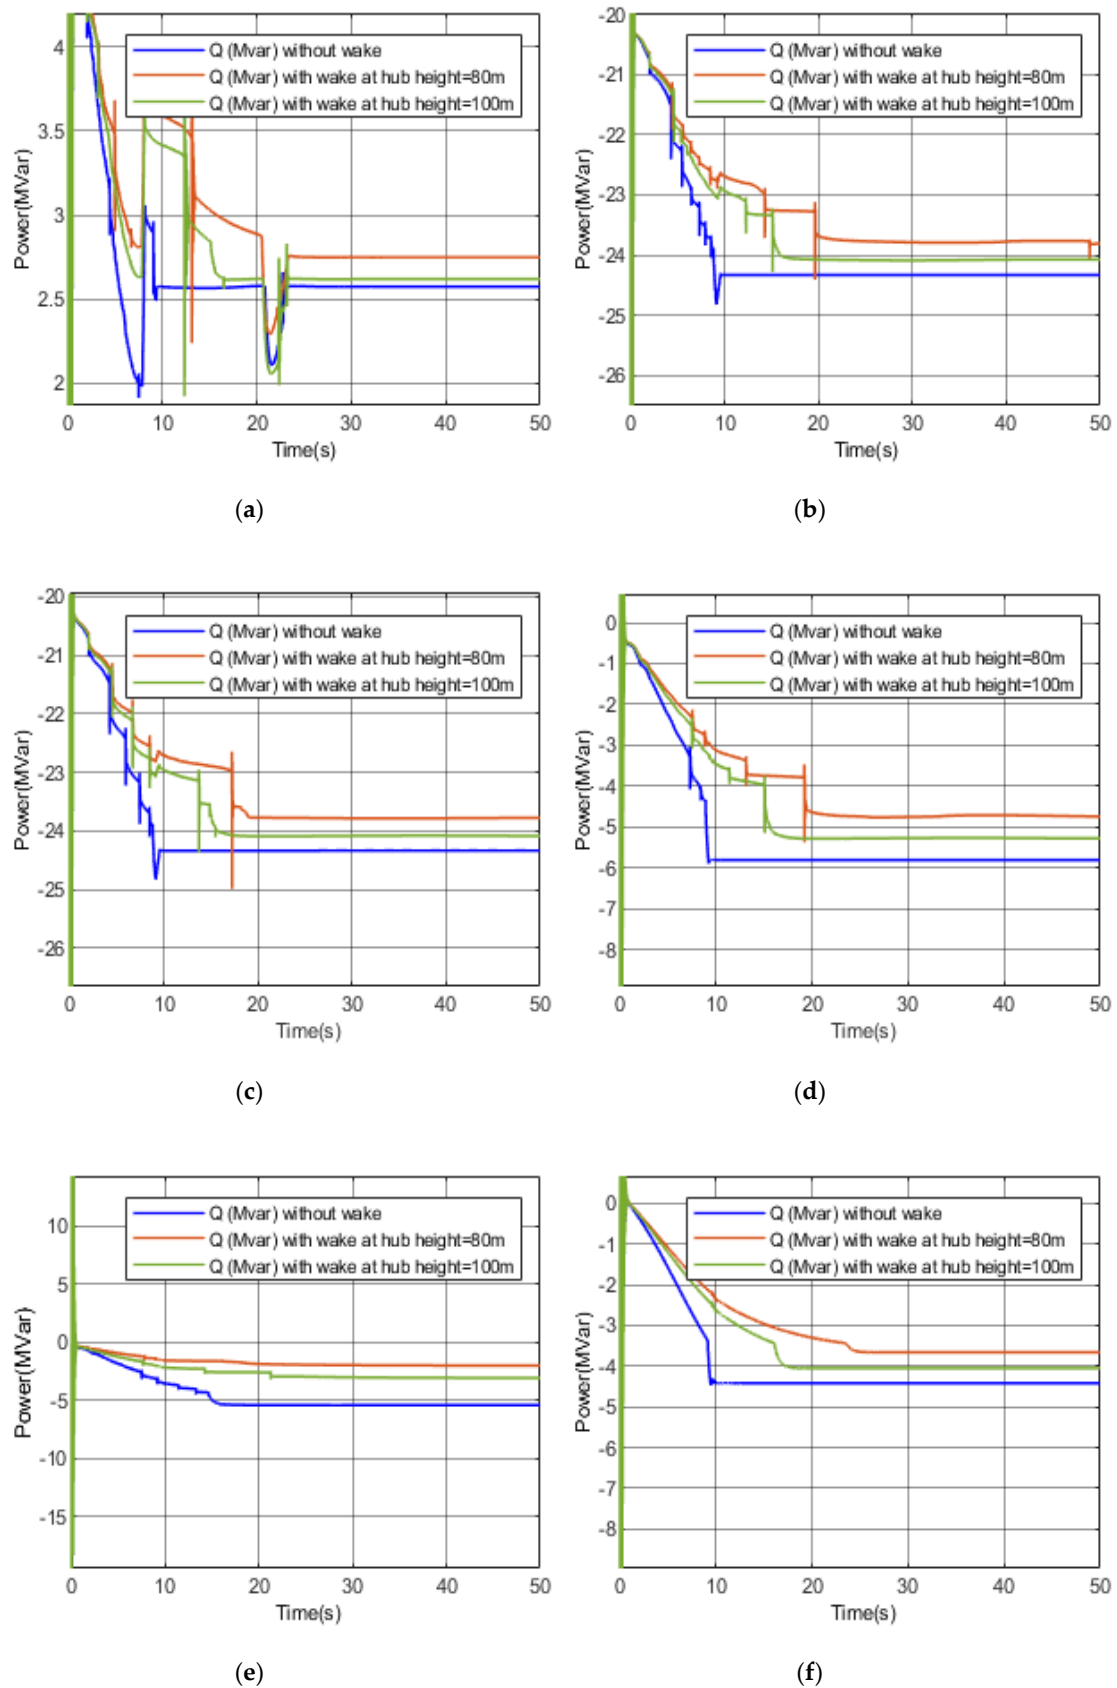 4
3.5
3
2.5
2
Power(MVar)
Q (Mvar) without wake
Q (Mvar) with wake at hub height=80m
Q (Mvar) with wake at hub height=100m
0 10 20 30 40 50
Time(s)
(a)
-20
-21
-22
-23
-24
-25
-26
Power(MVar)
Q (Mvar) without wake
Q (Mvar) with wake at hub height=80m
Q (Mvar) with wake at hub height=100m
0 10 20 30 40 50
Time(s)
(b)
-20
-21
-22
-23
-24
-25
-26
Power(MVar)
Q (Mvar) without wake
Q (Mvar) with wake at hub height=80m
Q (Mvar) with wake at hub height=100m
0 10 20 30 40 50
Time(s)
(c)
0
-1
-2
-3
-4
-5
-6
-7
-8
Power(MVar)
Q (Mvar) without wake
Q (Mvar) with wake at hub height=80m
Q (Mvar) with wake at hub height=100m
0 10 20 30 40 50
Time(s)
(d)
10
5
0
-5
-10
-15
Power(MVar)
Q (Mvar) without wake
Q (Mvar) with wake at hub height=80m
Q (Mvar) with wake at hub height=100m
0 10 20 30 40 50
Time(s)
(e)
0
-1
-2
-3
-4
-5
-6
-7
-8
Power(MVar)
Q (Mvar) without wake
Q (Mvar) with wake at hub height=80m
Q (Mvar) with wake at hub height=100m
0 10 20 30 40 50
Time(s)
(f)